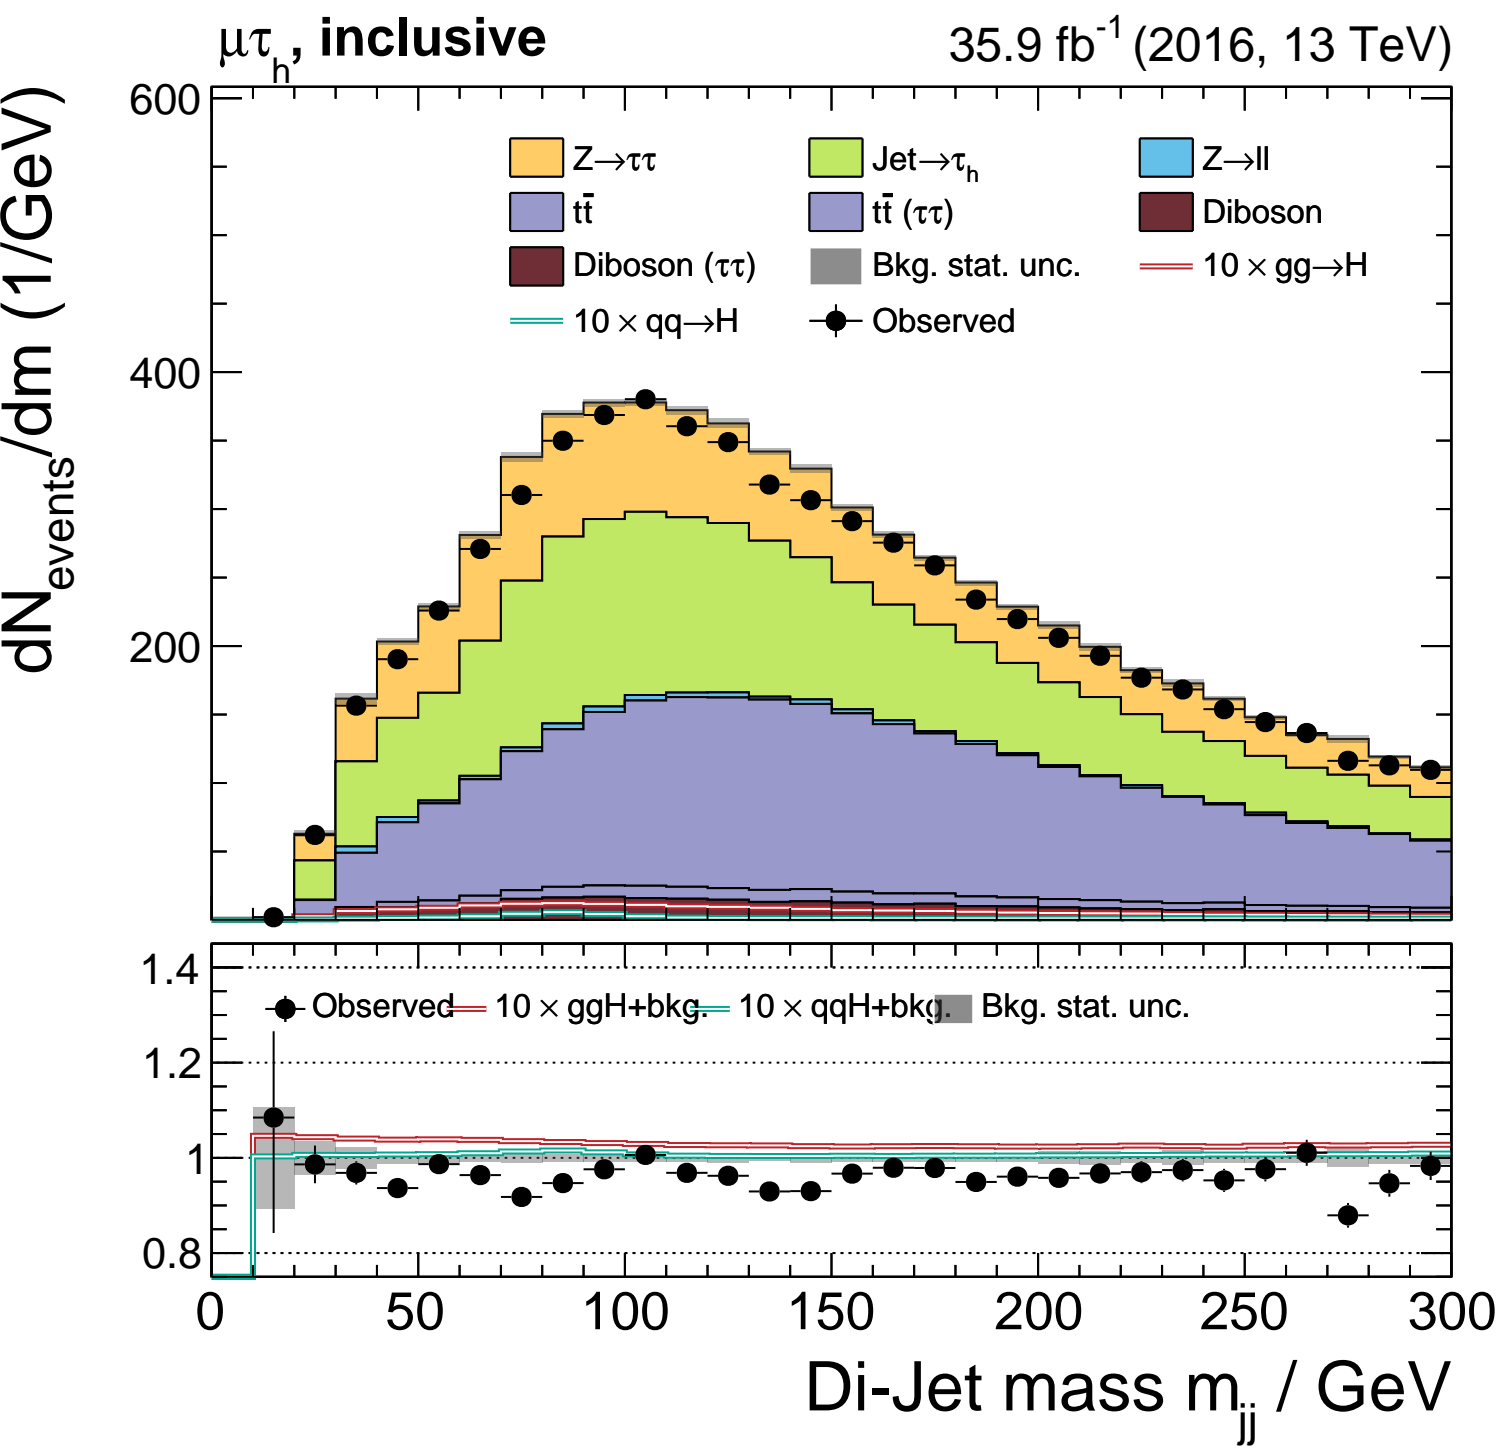 μτh, inclusive 35.9 fb-1 (2016, 13 TeV)
dNevents/dm (1/GeV)
600
400
200
Z→ττ Jet→τh Z→ll
tt̄ tt̄ (ττ) Diboson
Diboson (ττ) Bkg. stat. unc. 10 × gg→H
10 × qq→H Observed
1.4
1.2
1
0.8
Observed 10 × ggH+bkg. 10 × qqH+bkg. Bkg. stat. unc.
0 50 100 150 200 250 300
Di-Jet mass mjj / GeV